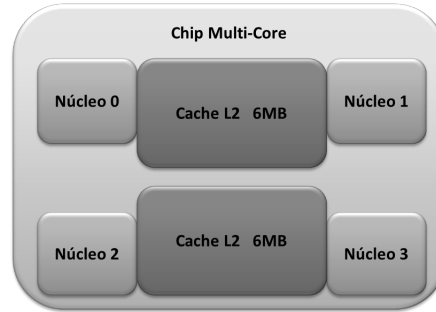 Chip Multi-Core
Núcleo 0
Cache L2 6MB
Núcleo 1
Núcleo 2
Cache L2 6MB
Núcleo 3